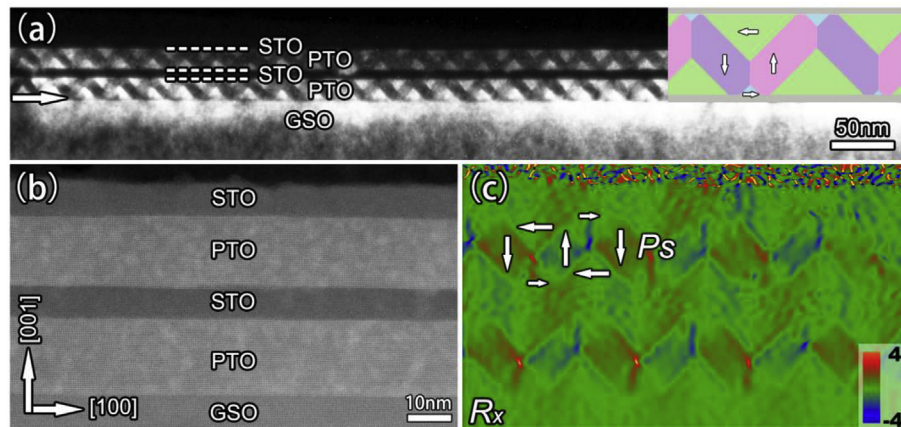 (a)
STO
PTO
STO
PTO
GSO
50nm
(b)
STO
PTO
STO
PTO
GSO
[001]
[100]
10nm
(c)
Ps
Rx
4
-4